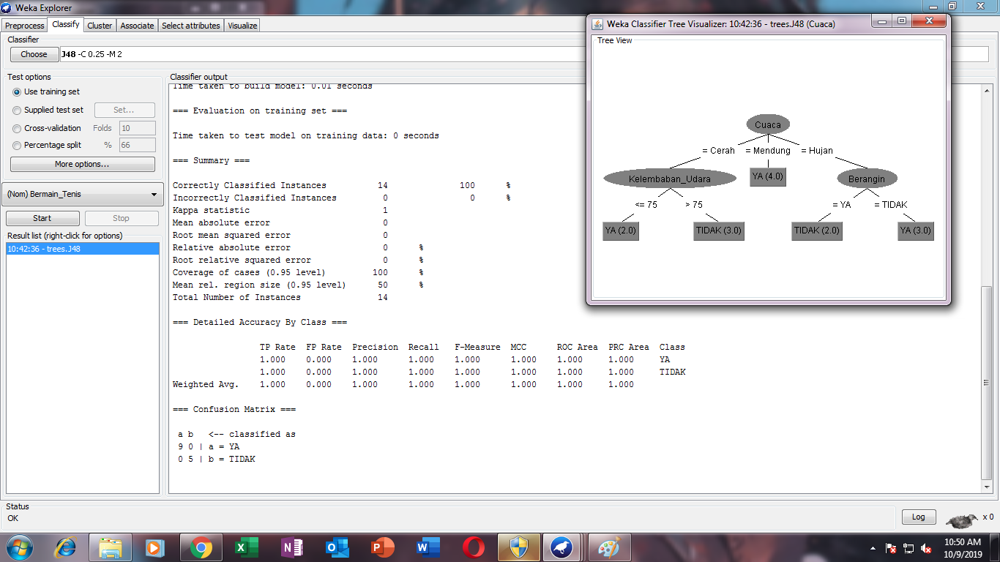 Weka Explorer
Preprocess Classify Cluster Associate Select attributes Visualize
Classifier
Choose J48 -C 0.25 -M 2
Test options
Use training set
Supplied test set Set...
Cross-validation Folds 10
Percentage split % 66
More options...
(Nom) Bermain_Tenis
Start Stop
Result list (right-click for options)
10:42:36 - trees.J48
Classifier output
Time taken to build model: 0.01 seconds
=== Evaluation on training set ===
Time taken to test model on training data: 0 seconds
=== Summary ===
Correctly Classified Instances 14 100 %
Incorrectly Classified Instances 0 0 %
Kappa statistic 1
Mean absolute error 0
Root mean squared error 0
Relative absolute error 0 %
Root relative squared error 0 %
Coverage of cases (0.95 level) 100 %
Mean rel. region size (0.95 level) 50 %
Total Number of Instances 14
=== Detailed Accuracy By Class ===
TP Rate FP Rate Precision Recall F-Measure MCC ROC Area PRC Area Class
1.000 0.000 1.000 1.000 1.000 1.000 1.000 1.000 YA
1.000 0.000 1.000 1.000 1.000 1.000 1.000 1.000 TIDAK
Weighted Avg. 1.000 0.000 1.000 1.000 1.000 1.000 1.000 1.000
=== Confusion Matrix ===
a b <-- classified as
9 0 | a = YA
0 5 | b = TIDAK
Weka Classifier Tree Visualizer: 10:42:36 - trees.J48 (Cuaca)
Tree View
Cuaca
= Cerah = Mendung = Hujan
Kelembaban_Udara YA (4.0) Berangin
<= 75 > 75 = YA = TIDAK
YA (2.0) TIDAK (3.0) TIDAK (2.0) YA (3.0)
Status
OK
Log x 0
10:50 AM
10/9/2019